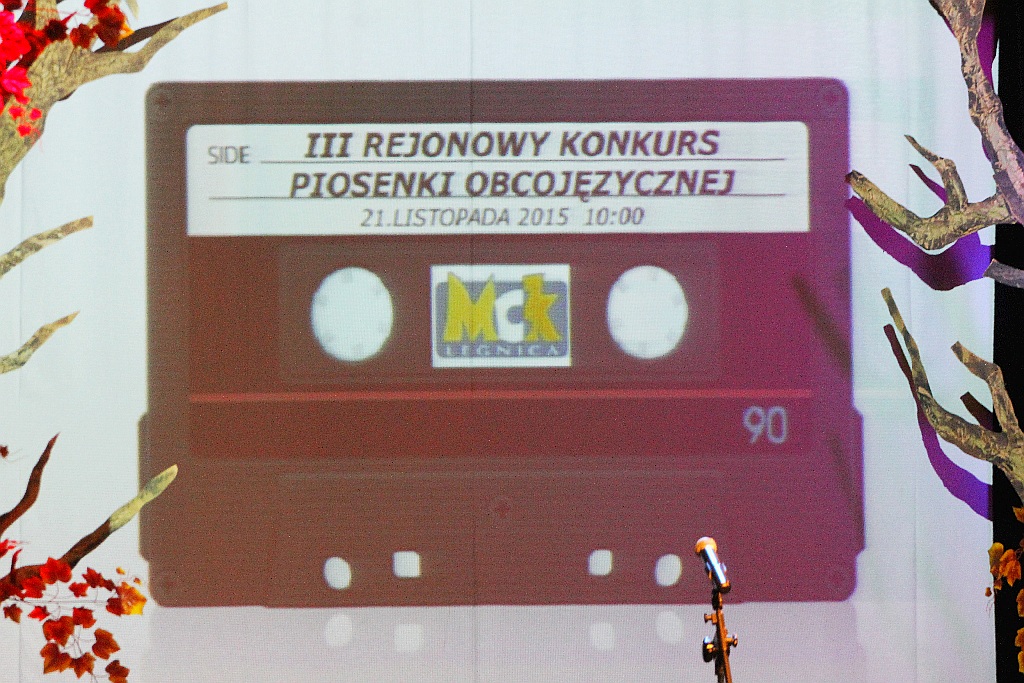 SIDE III REJONOWY KONKURS
PIOSENKI OBCOJĘZYCZNEJ
21.LISTOPADA 2015 10:00
MCK
LEGNICA
90